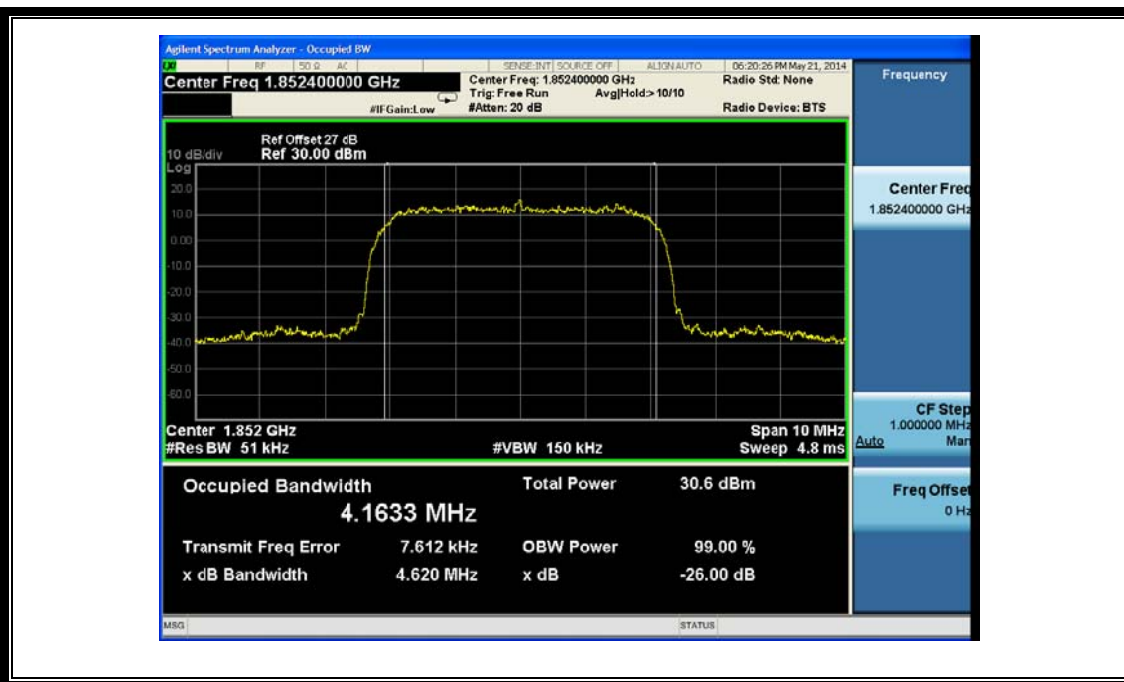 Agilent Spectrum Analyzer - Occupied BW
LXI RF 50 Ω AC SENSE:INT SOURCE OFF ALIGN AUTO 06:20:26 PM May 21, 2014
Center Freq 1.852400000 GHz Center Freq: 1.852400000 GHz Radio Std: None
Trig: Free Run Avg|Hold:> 10/10
#IFGain:Low #Atten: 20 dB Radio Device: BTS
Frequency
Ref Offset 27 dB
10 dB/div Ref 30.00 dBm
Log
20.0
10.0
0.00
-10.0
-20.0
-30.0
-40.0
-50.0
-60.0
Center 1.852 GHz Span 10 MHz
#Res BW 51 kHz #VBW 150 kHz Sweep 4.8 ms
Occupied Bandwidth Total Power 30.6 dBm
4.1633 MHz
Transmit Freq Error 7.612 kHz OBW Power 99.00 %
x dB Bandwidth 4.620 MHz x dB -26.00 dB
Center Freq
1.852400000 GHz
CF Step
1.000000 MHz
Auto Man
Freq Offset
0 Hz
MSG STATUS